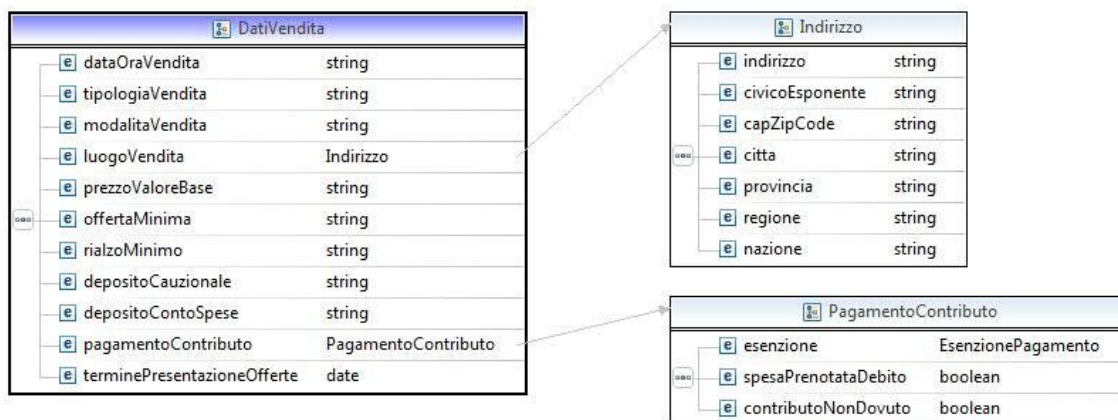 DatiVendita
e dataOraVendita string
e tipologiaVendita string
e modalitaVendita string
e luogoVendita Indirizzo
e prezzoValoreBase string
e offertaMinima string
e rialzoMinimo string
e depositoCauzionale string
e depositoContoSpese string
e pagamentoContributo PagamentoContributo
e terminePresentazioneOfferte date
Indirizzo
e indirizzo string
e civicoEsponente string
e capZipCode string
e citta string
e provincia string
e regione string
e nazione string
PagamentoContributo
e esenzione EsenzionePagamento
e spesaPrenotataDebito boolean
e contributoNonDovuto boolean